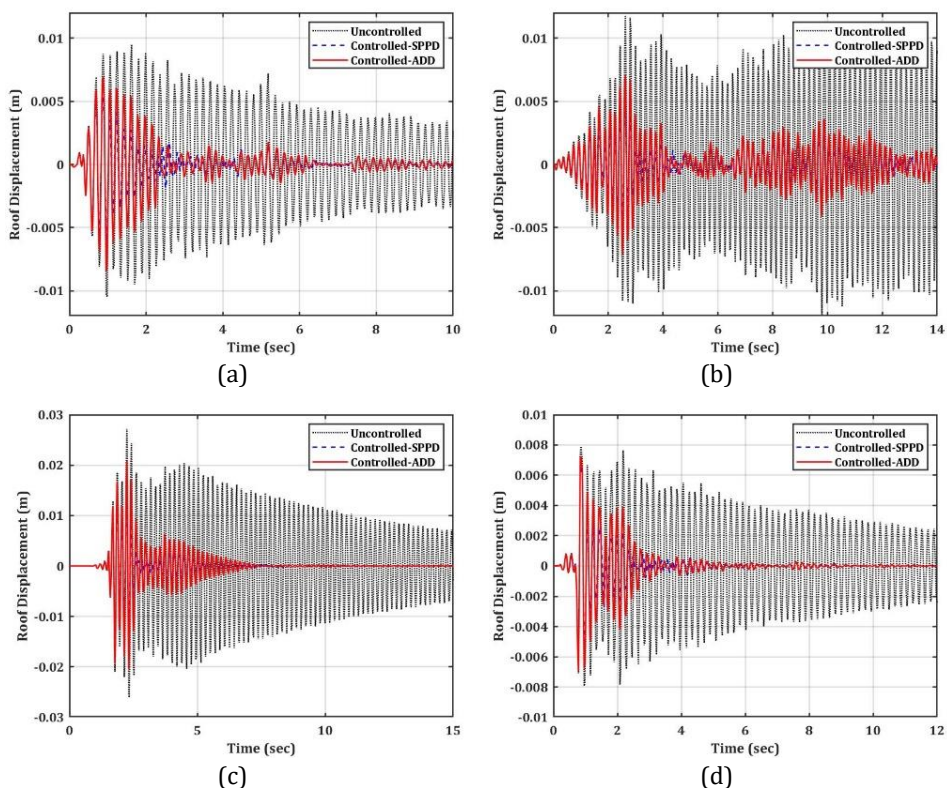 Uncontrolled
Controlled-SPPD
Controlled-ADD
0.01
0.005
0
-0.005
-0.01
Roof Displacement (m)
0 2 4 6 8 10
Time (sec)
(a)
Uncontrolled
Controlled-SPPD
Controlled-ADD
0.01
0.005
0
-0.005
-0.01
Roof Displacement (m)
0 2 4 6 8 10 12 14
Time (sec)
(b)
Uncontrolled
Controlled-SPPD
Controlled-ADD
0.03
0.02
0.01
0
-0.01
-0.02
-0.03
Roof Displacement (m)
0 5 10 15
Time (sec)
(c)
Uncontrolled
Controlled-SPPD
Controlled-ADD
0.01
0.008
0.006
0.004
0.002
0
-0.002
-0.004
-0.006
-0.008
-0.01
Roof Displacement (m)
0 2 4 6 8 10 12
Time (sec)
(d)